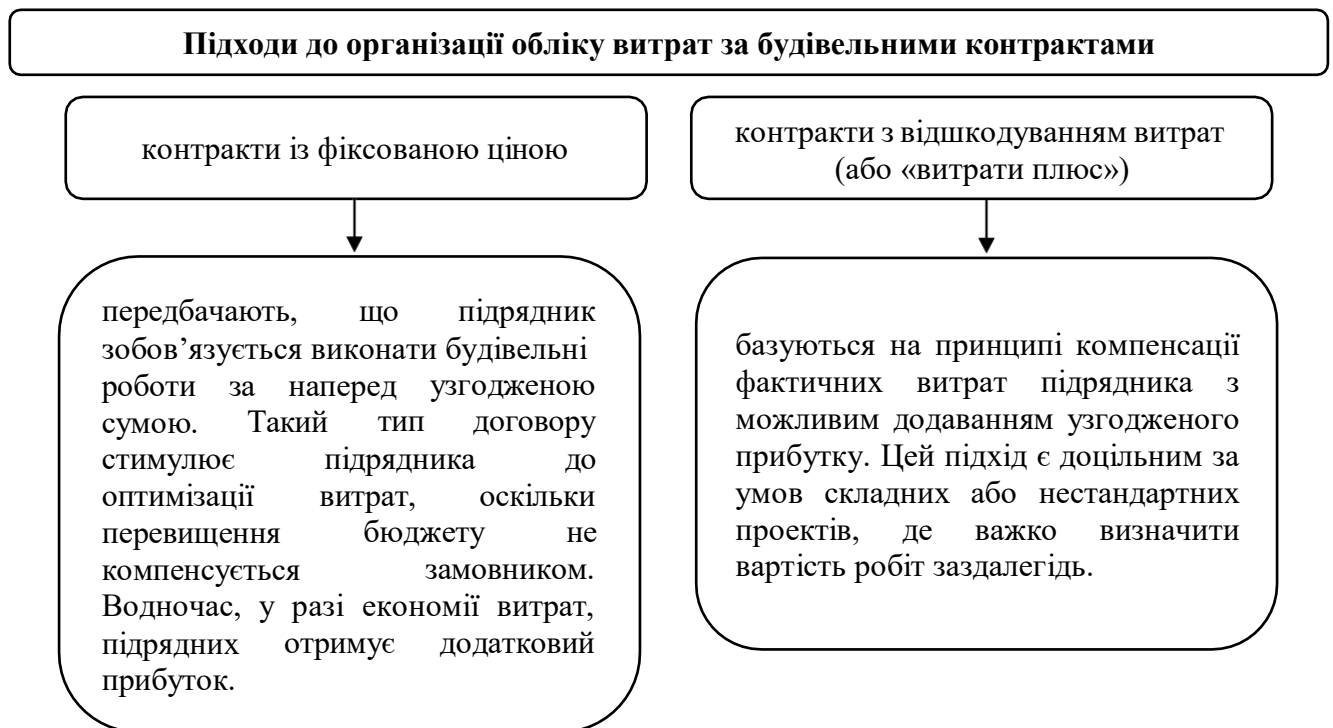 Підходи до організації обліку витрат за будівельними контрактами
контракти із фіксованою ціною
передбачають, що підрядник
зобов’язується виконати будівельні
роботи за наперед узгодженою
сумою. Такий тип договору
стимулює підрядника до
оптимізації витрат, оскільки
перевищення бюджету не
компенсується замовником.
Водночас, у разі економії витрат,
підрядних отримує додатковий
прибуток.
контракти з відшкодуванням витрат
(або «витрати плюс»)
базуються на принципі компенсації
фактичних витрат підрядника з
можливим додаванням узгодженого
прибутку. Цей підхід є доцільним за
умов складних або нестандартних
проектів, де важко визначити
вартість робіт заздалегідь.